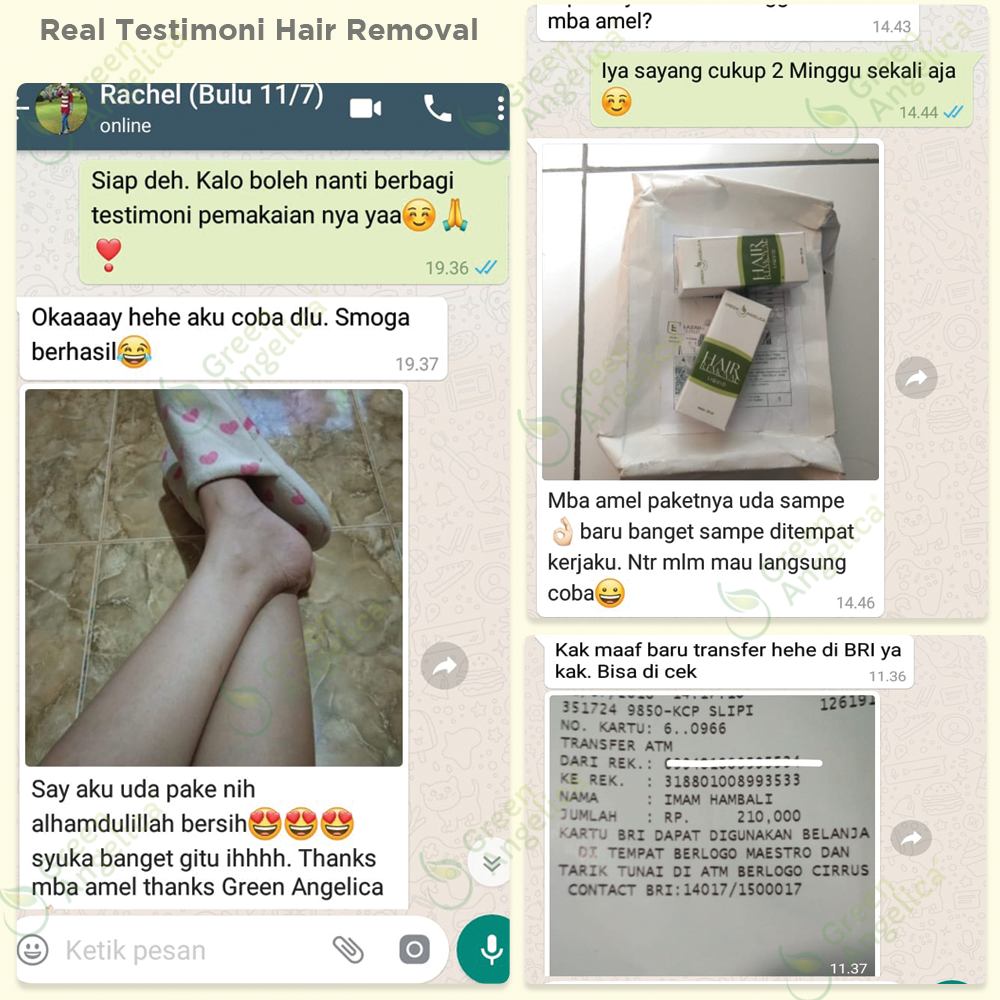 Real Testimoni Hair Removal
Rachel (Bulu 11/7)
online
Siap deh. Kalo boleh nanti berbagi
testimoni pemakaian nya yaa☺️🙏
❣️
19.36
Okaaaay hehe aku coba dlu. Smoga
berhasil😂
19.37
Say aku uda pake nih
alhamdulillah bersih😍😍😍
syuka banget gitu ihhhh. Thanks
mba amel thanks Green Angelica
Ketik pesan
mba amel?
14.43
Iya sayang cukup 2 Minggu sekali aja
☺️
14.44
GREEN ANGELICA
HAIR
GREEN ANGELICA
HAIR
Mba amel paketnya uda sampe
👌🏻 baru banget sampe ditempat
kerjaku. Ntr mlm mau langsung
coba😀
14.46
Kak maaf baru transfer hehe di BRI ya
kak. Bisa di cek
11.36
126191
351724 9850-KCP SLIPI
NO. KARTU: 6..0966
TRANSFER ATM
DARI REK.:
KE REK. : 318801008993533
NAMA : IMAM HAMBALI
JUMLAH : RP. 210,000
KARTU BRI DAPAT DIGUNAKAN BELANJA
DI TEMPAT BERLOGO MAESTRO DAN
TARIK TUNAI DI ATM BERLOGO CIRRUS
CONTACT BRI:14017/1500017
11.37
Green Angelica